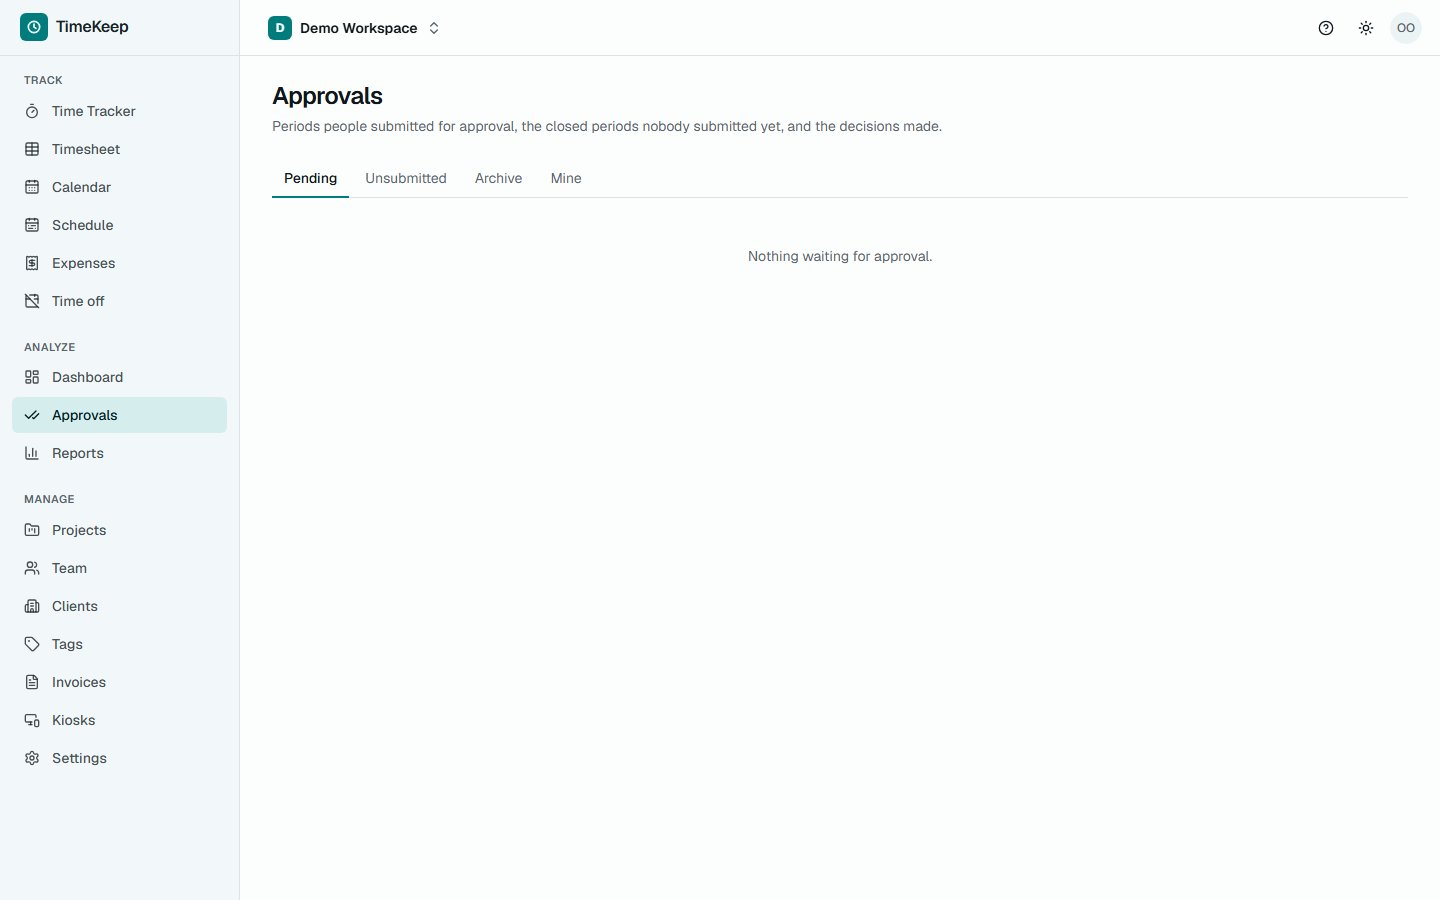 TimeKeep
D Demo Workspace
OO
TRACK
Time Tracker
Timesheet
Calendar
Schedule
Expenses
Time off
ANALYZE
Dashboard
Approvals
Reports
MANAGE
Projects
Team
Clients
Tags
Invoices
Kiosks
Settings
Approvals
Periods people submitted for approval, the closed periods nobody submitted yet, and the decisions made.
Pending Unsubmitted Archive Mine
Nothing waiting for approval.